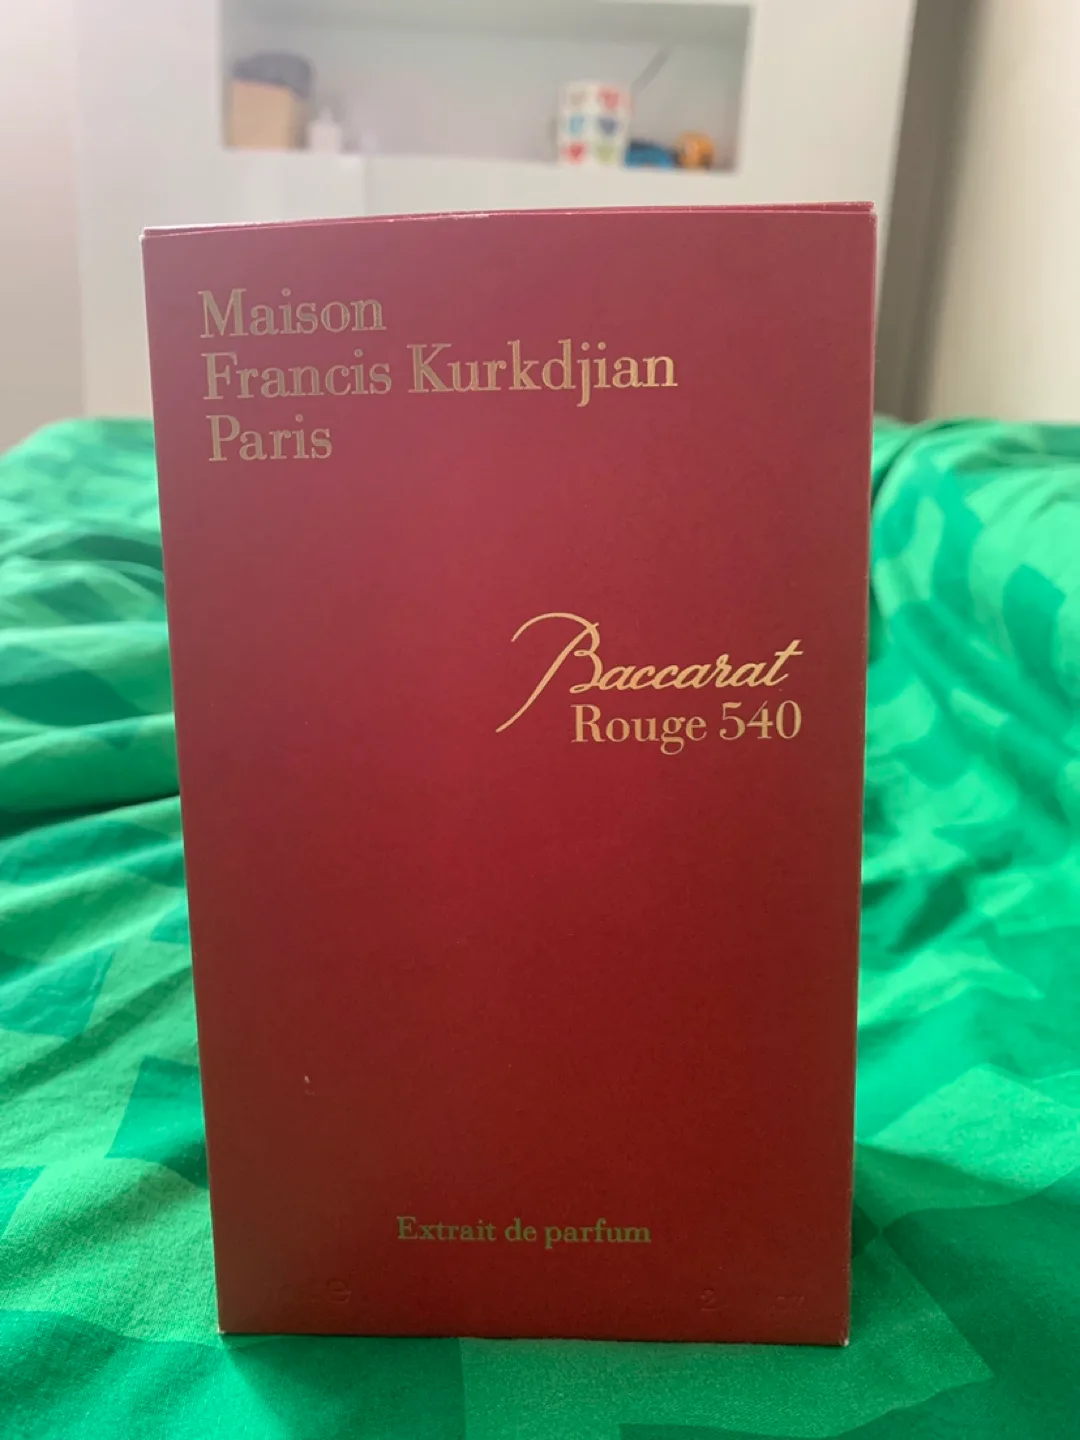 Maison
Francis Kurkdjian
Paris
Baccarat
Rouge 540
Extrait de parfum